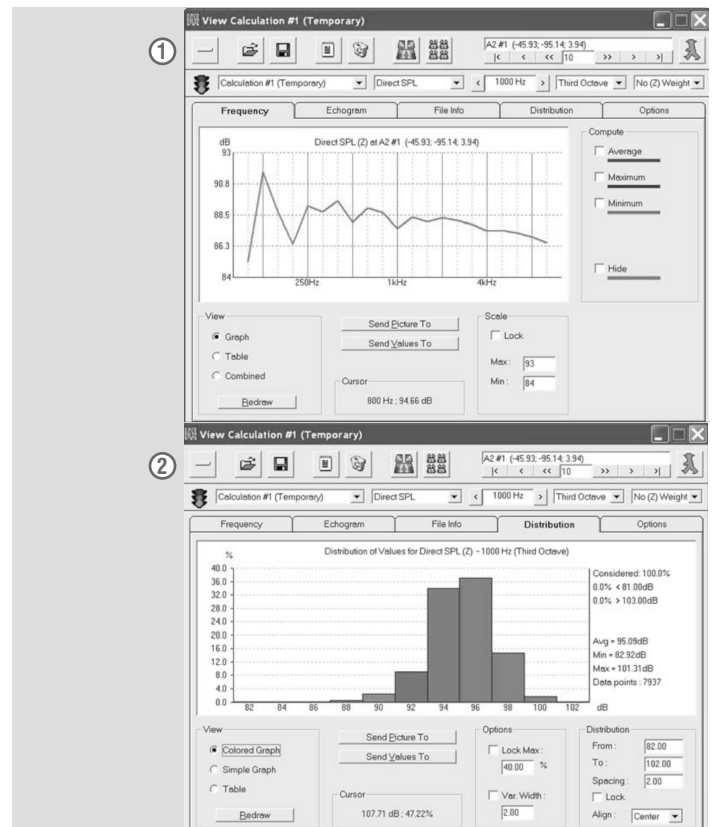 1
View Calculation #1 (Temporary)
A2 #1 (-45.93; -95.14; 3.94)
|< < << 10 >> > >|
Calculation #1 (Temporary) Direct SPL < 1000 Hz > Third Octave No (Z) Weight
Frequency Echogram File Info Distribution Options
dB Direct SPL (Z) at A2 #1 (-45.93; -95.14; 3.94)
93
90.8
88.5
86.3
84
250Hz 1kHz 4kHz
Compute
Average
Maximum
Minimum
Hide
View
Graph
Table
Combined
Redraw
Send Picture To
Send Values To
Cursor
800 Hz ; 94.66 dB
Scale
Lock
Max : 93
Min : 84
2
View Calculation #1 (Temporary)
A2 #1 (-45.93; -95.14; 3.94)
|< < << 10 >> > >|
Calculation #1 (Temporary) Direct SPL < 1000 Hz > Third Octave No (Z) Weight
Frequency Echogram File Info Distribution Options
% Distribution of Values for Direct SPL (Z) - 1000 Hz (Third Octave)
40.0
36.0
32.0
28.0
24.0
20.0
16.0
12.0
8.0
4.0
0.0
82 84 86 88 90 92 94 96 98 100 102 dB
Considered: 100.0%
0.0% < 81.00dB
0.0% > 103.00dB
Avg = 95.09dB
Min = 82.92dB
Max = 101.31dB
Data points : 7937
View
Colored Graph
Simple Graph
Table
Redraw
Send Picture To
Send Values To
Cursor
107.71 dB ; 47.22%
Options
Lock Max :
40.00 %
Var. Width :
2.00
Distribution
From : 82.00
To : 102.00
Spacing : 2.00
Lock
Align : Center